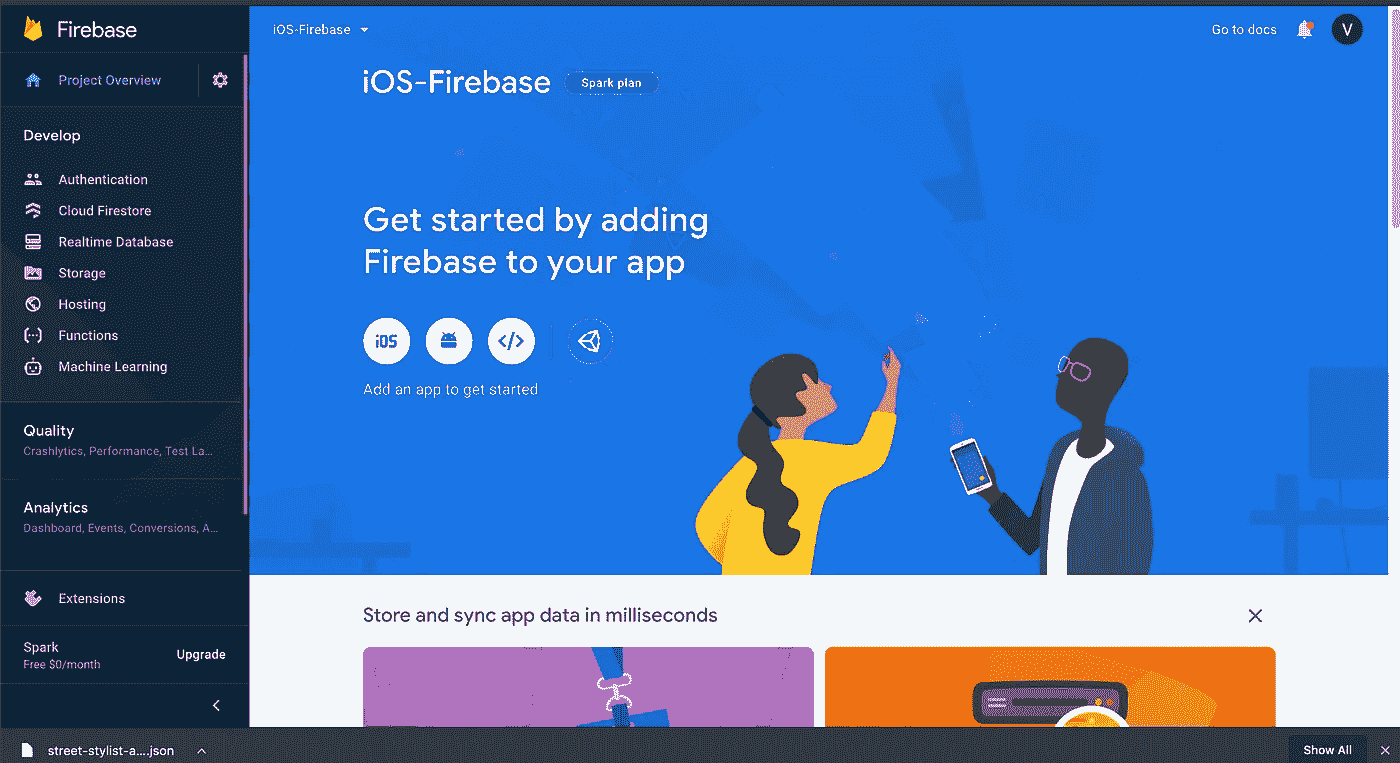 Firebase
Project Overview
Develop
Authentication
Cloud Firestore
Realtime Database
Storage
Hosting
Functions
Machine Learning
Quality
Crashlytics, Performance, Test La...
Analytics
Dashboard, Events, Conversions, A...
Extensions
Spark
Free $0/month
Upgrade
iOS-Firebase
Go to docs
V
iOS-Firebase
Spark plan
Get started by adding
Firebase to your app
iOS
Add an app to get started
Store and sync app data in milliseconds
street-stylist-a....json
Show All